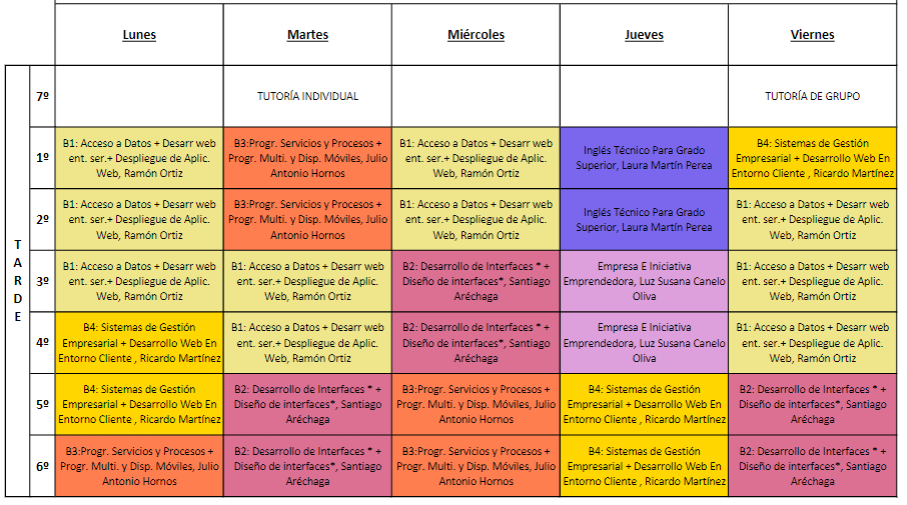 Lunes
Martes
Miércoles
Jueves
Viernes
TARDE
7º
TUTORÍA INDIVIDUAL
TUTORÍA DE GRUPO
1º
B1: Acceso a Datos + Desarr web
ent. ser.+ Despliegue de Aplic.
Web, Ramón Ortiz
B3:Progr. Servicios y Procesos +
Progr. Multi. y Disp. Móviles, Julio
Antonio Hornos
B1: Acceso a Datos + Desarr web
ent. ser.+ Despliegue de Aplic.
Web, Ramón Ortiz
Inglés Técnico Para Grado
Superior, Laura Martín Perea
B4: Sistemas de Gestión
Empresarial + Desarrollo Web En
Entorno Cliente , Ricardo Martínez
2º
B1: Acceso a Datos + Desarr web
ent. ser.+ Despliegue de Aplic.
Web, Ramón Ortiz
B3:Progr. Servicios y Procesos +
Progr. Multi. y Disp. Móviles, Julio
Antonio Hornos
B1: Acceso a Datos + Desarr web
ent. ser.+ Despliegue de Aplic.
Web, Ramón Ortiz
Inglés Técnico Para Grado
Superior, Laura Martín Perea
B1: Acceso a Datos + Desarr web
ent. ser.+ Despliegue de Aplic.
Web, Ramón Ortiz
3º
B1: Acceso a Datos + Desarr web
ent. ser.+ Despliegue de Aplic.
Web, Ramón Ortiz
B1: Acceso a Datos + Desarr web
ent. ser.+ Despliegue de Aplic.
Web, Ramón Ortiz
B2: Desarrollo de Interfaces * +
Diseño de interfaces*, Santiago
Aréchaga
Empresa E Iniciativa
Emprendedora, Luz Susana Canelo
Oliva
B1: Acceso a Datos + Desarr web
ent. ser.+ Despliegue de Aplic.
Web, Ramón Ortiz
4º
B4: Sistemas de Gestión
Empresarial + Desarrollo Web En
Entorno Cliente , Ricardo Martínez
B1: Acceso a Datos + Desarr web
ent. ser.+ Despliegue de Aplic.
Web, Ramón Ortiz
B2: Desarrollo de Interfaces * +
Diseño de interfaces*, Santiago
Aréchaga
Empresa E Iniciativa
Emprendedora, Luz Susana Canelo
Oliva
B1: Acceso a Datos + Desarr web
ent. ser.+ Despliegue de Aplic.
Web, Ramón Ortiz
5º
B4: Sistemas de Gestión
Empresarial + Desarrollo Web En
Entorno Cliente , Ricardo Martínez
B2: Desarrollo de Interfaces * +
Diseño de interfaces*, Santiago
Aréchaga
B3:Progr. Servicios y Procesos +
Progr. Multi. y Disp. Móviles, Julio
Antonio Hornos
B4: Sistemas de Gestión
Empresarial + Desarrollo Web En
Entorno Cliente , Ricardo Martínez
B2: Desarrollo de Interfaces * +
Diseño de interfaces*, Santiago
Aréchaga
6º
B3:Progr. Servicios y Procesos +
Progr. Multi. y Disp. Móviles, Julio
Antonio Hornos
B2: Desarrollo de Interfaces * +
Diseño de interfaces*, Santiago
Aréchaga
B3:Progr. Servicios y Procesos +
Progr. Multi. y Disp. Móviles, Julio
Antonio Hornos
B4: Sistemas de Gestión
Empresarial + Desarrollo Web En
Entorno Cliente , Ricardo Martínez
B2: Desarrollo de Interfaces * +
Diseño de interfaces*, Santiago
Aréchaga